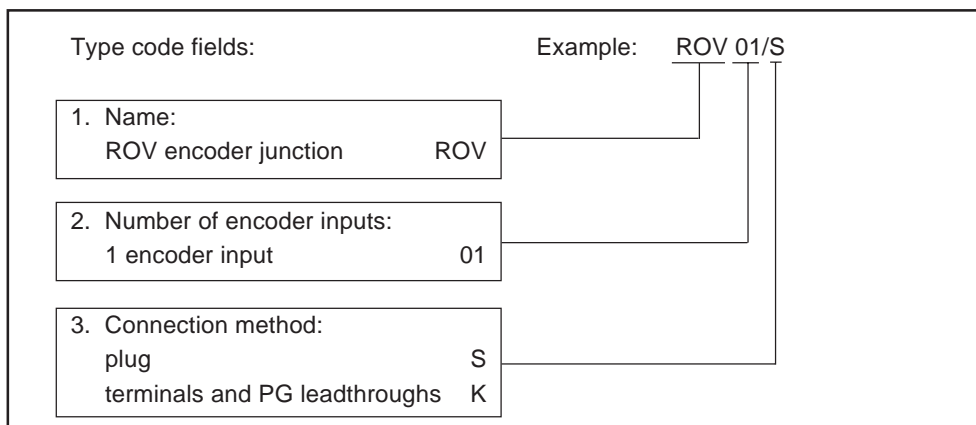 Type code fields: Example: ROV 01/S
1. Name:
ROV encoder junction ROV
2. Number of encoder inputs:
1 encoder input 01
3. Connection method:
plug S
terminals and PG leadthroughs K